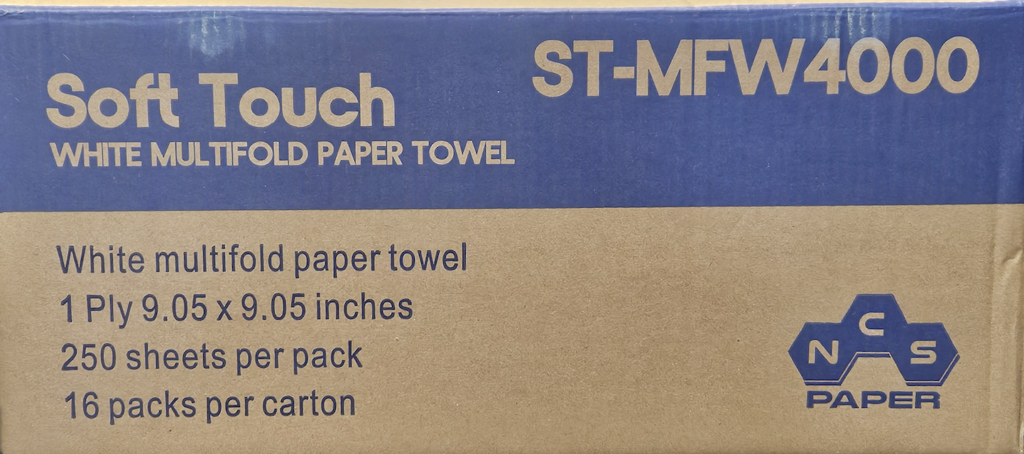 Soft Touch
WHITE MULTIFOLD PAPER TOWEL
ST-MFW4000
White multifold paper towel
1 Ply 9.05 x 9.05 inches
250 sheets per pack
16 packs per carton
NCS
PAPER